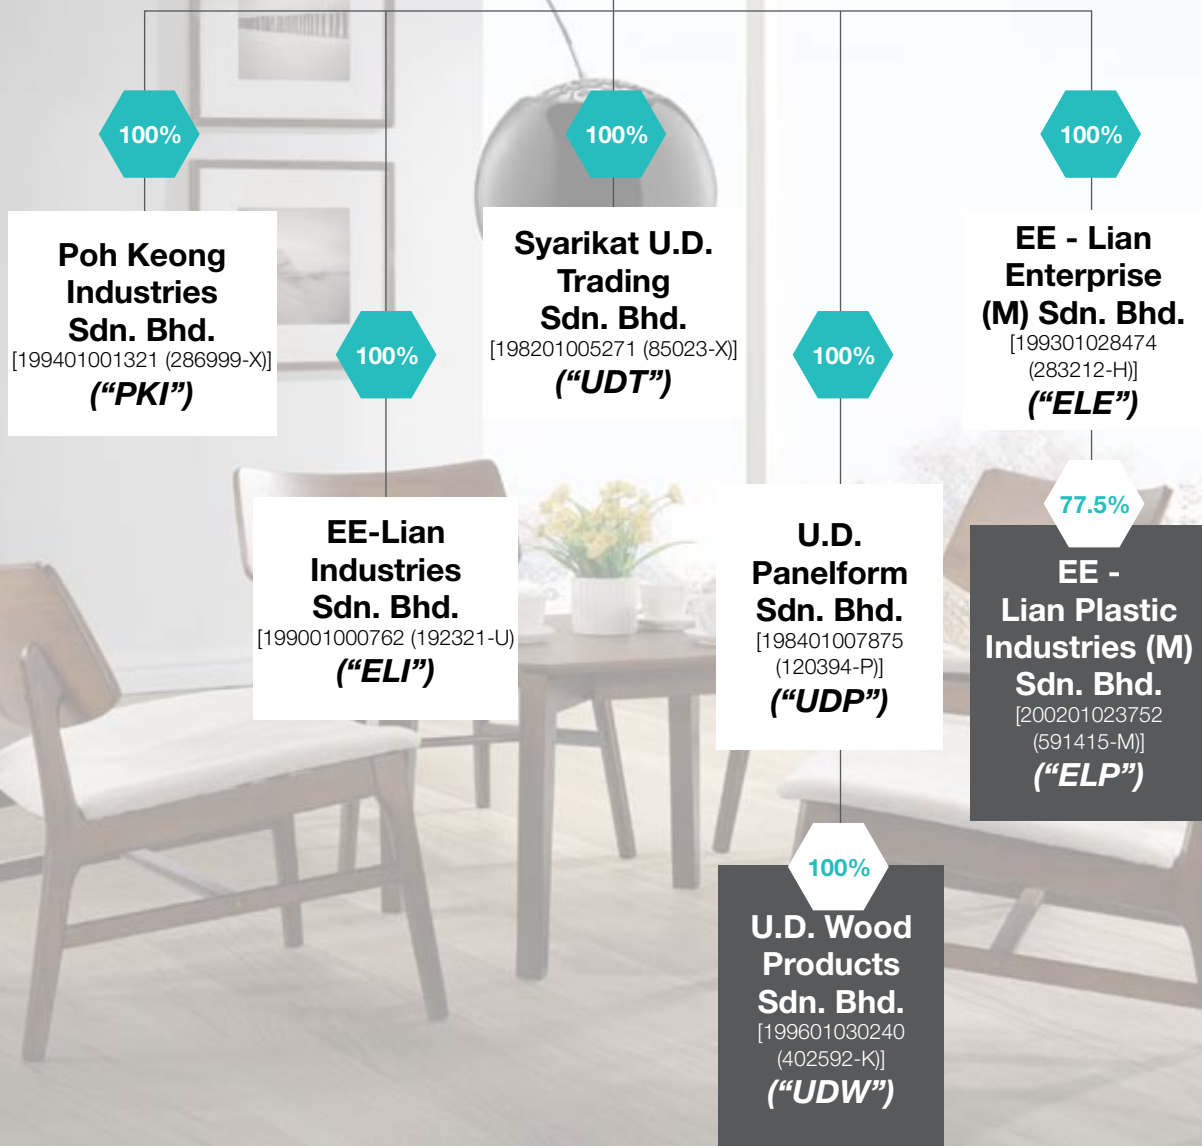 100%
Poh Keong
Industries
Sdn. Bhd.
[199401001321 (286999-X)]
(“PKI”)
100%
EE-Lian
Industries
Sdn. Bhd.
[199001000762 (192321-U)
(“ELI”)
100%
Syarikat U.D.
Trading
Sdn. Bhd.
[198201005271 (85023-X)]
(“UDT”)
100%
U.D.
Panelform
Sdn. Bhd.
[198401007875
(120394-P)]
(“UDP”)
100%
U.D. Wood
Products
Sdn. Bhd.
[199601030240
(402592-K)]
(“UDW”)
100%
EE - Lian
Enterprise
(M) Sdn. Bhd.
[199301028474
(283212-H)]
(“ELE”)
77.5%
EE -
Lian Plastic
Industries (M)
Sdn. Bhd.
[200201023752
(591415-M)]
(“ELP”)